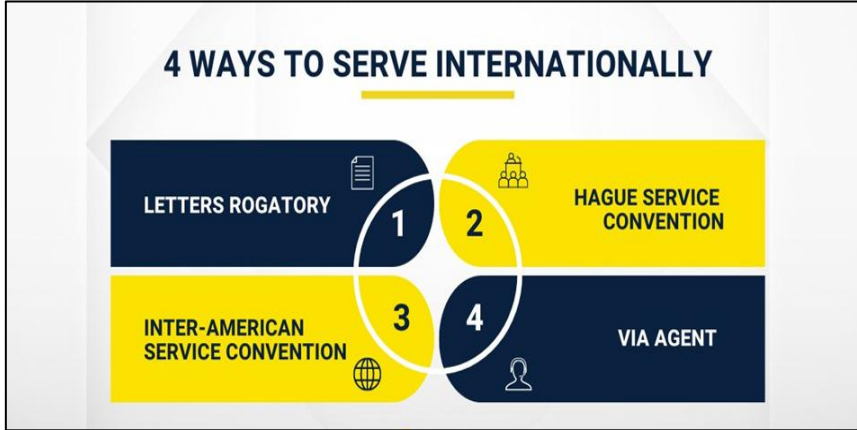 4 WAYS TO SERVE INTERNATIONALLY
LETTERS ROGATORY
1
2
HAGUE SERVICE
CONVENTION
INTER-AMERICAN
SERVICE CONVENTION
3
4
VIA AGENT